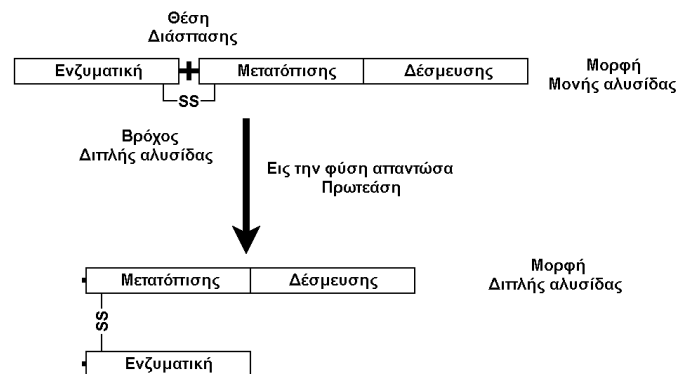 Θέση
Διάσπασης
Ενζυματική
Μετατόπισης
Δέσμευσης
Μορφή
Μονής αλυσίδας
SS
Βρόχος
Διπλής αλυσίδας
Εις την φύση απαντώσα
Πρωτεάση
Μετατόπισης
Δέσμευσης
Μορφή
Διπλής αλυσίδας
SS
Ενζυματική